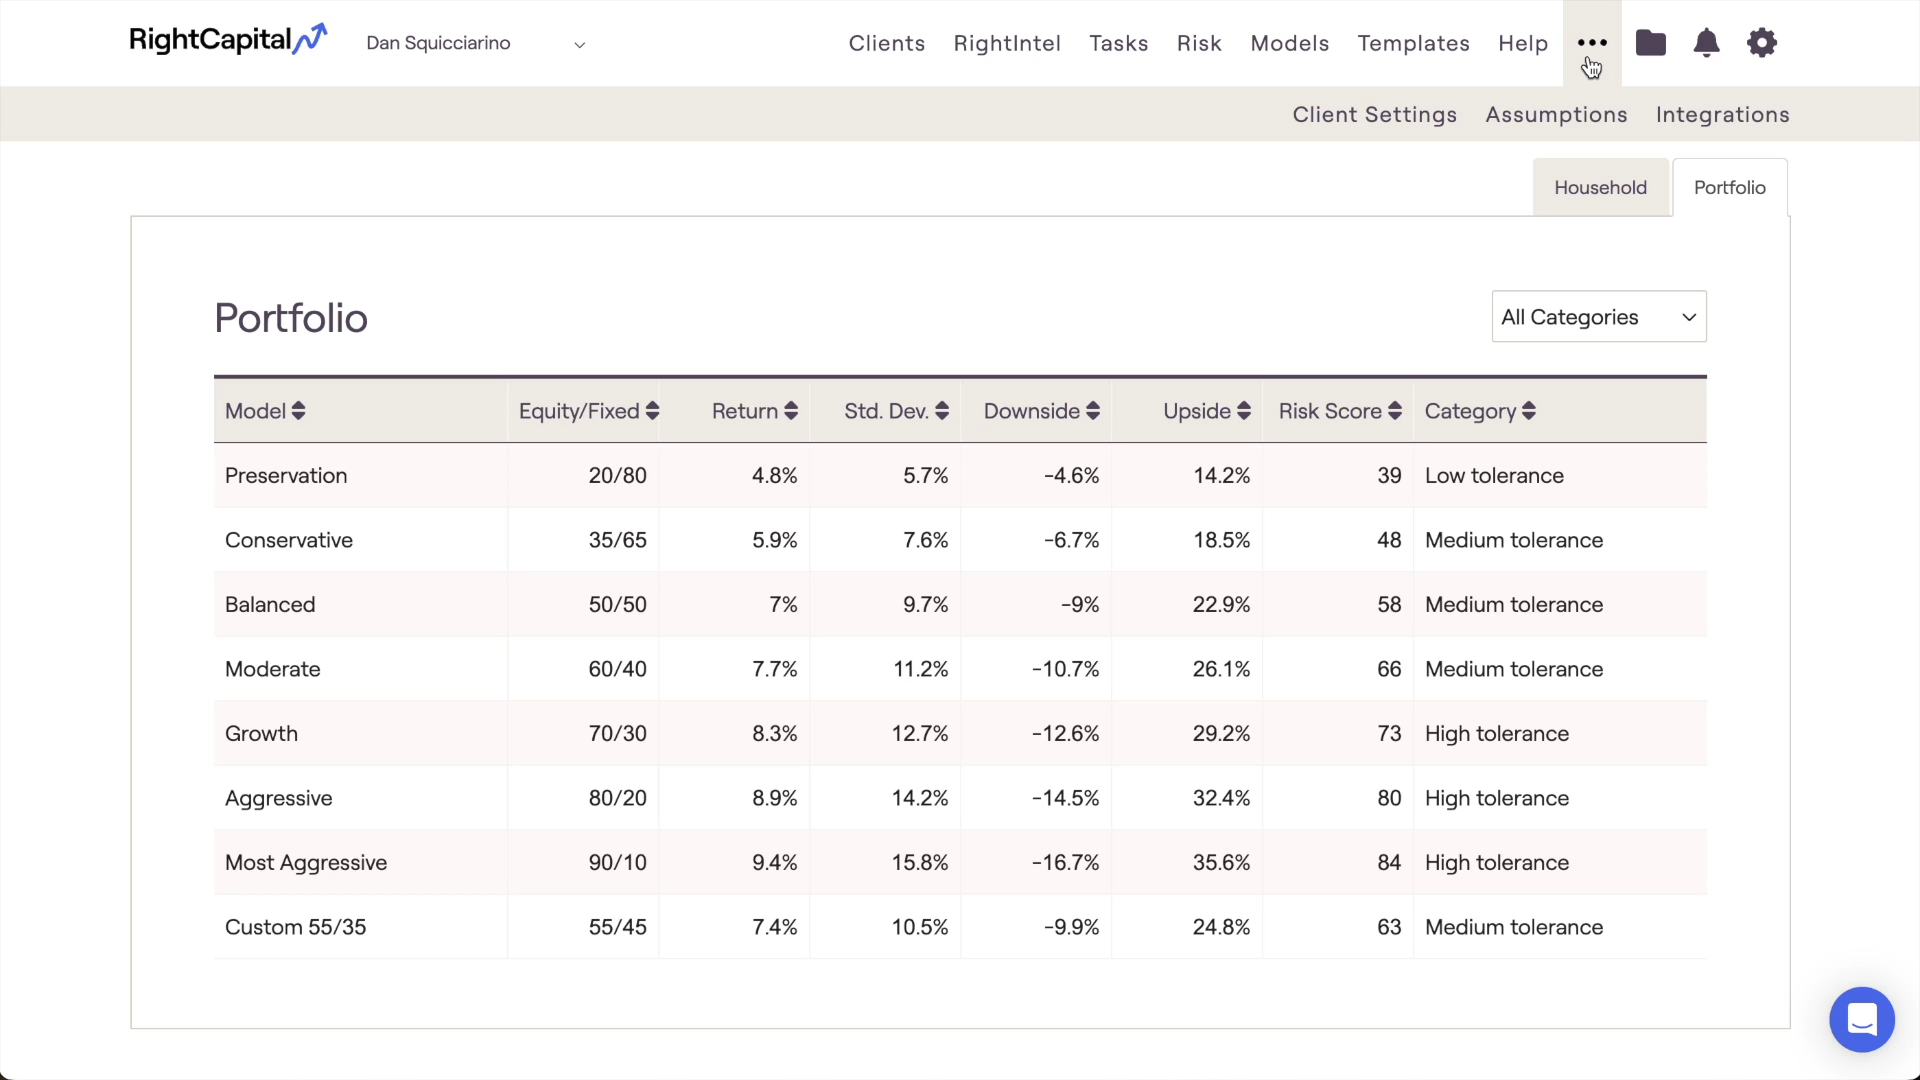 RightCapital Dan Squicciarino Clients RightIntel Tasks Risk Models Templates Help
Client Settings Assumptions Integrations
Household Portfolio
Portfolio All Categories
Model Equity/Fixed Return Std. Dev. Downside Upside Risk Score Category
Preservation 20/80 4.8% 5.7% -4.6% 14.2% 39 Low tolerance
Conservative 35/65 5.9% 7.6% -6.7% 18.5% 48 Medium tolerance
Balanced 50/50 7% 9.7% -9% 22.9% 58 Medium tolerance
Moderate 60/40 7.7% 11.2% -10.7% 26.1% 66 Medium tolerance
Growth 70/30 8.3% 12.7% -12.6% 29.2% 73 High tolerance
Aggressive 80/20 8.9% 14.2% -14.5% 32.4% 80 High tolerance
Most Aggressive 90/10 9.4% 15.8% -16.7% 35.6% 84 High tolerance
Custom 55/35 55/45 7.4% 10.5% -9.9% 24.8% 63 Medium tolerance